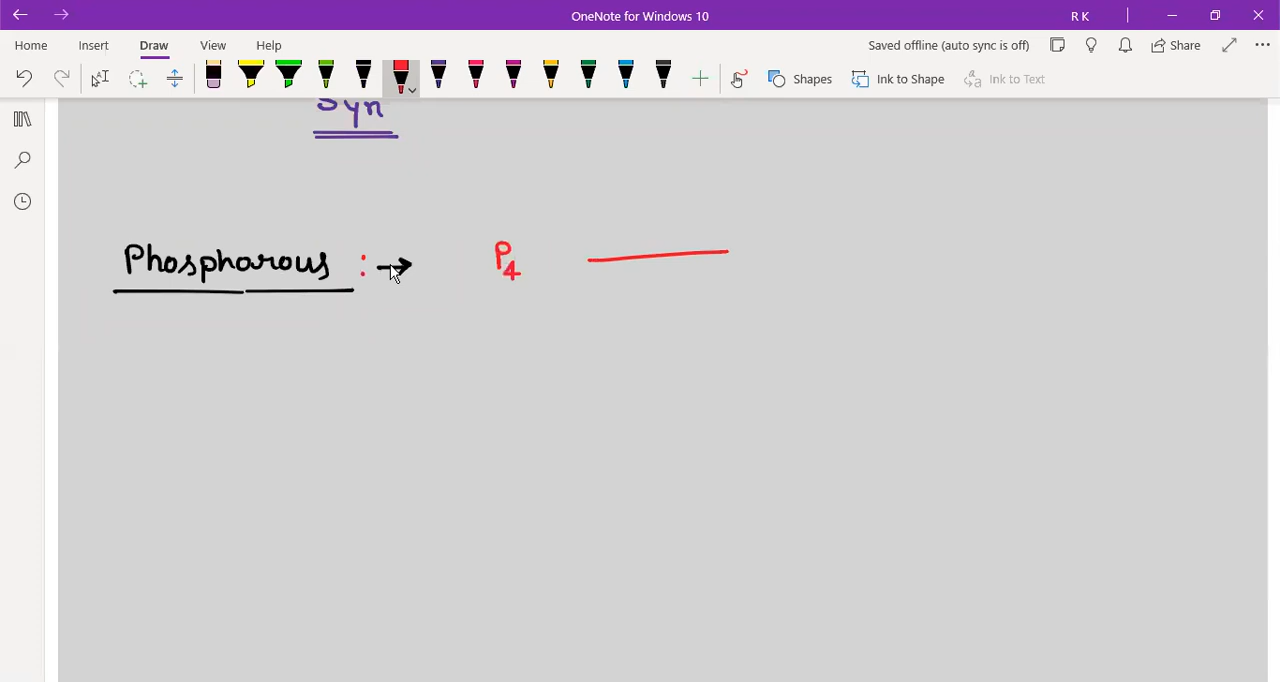 OneNote for Windows 10
R K
Home Insert Draw View Help
Saved offline (auto sync is off) Share
Shapes Ink to Shape Ink to Text
Syn
Phosphorous : → P4